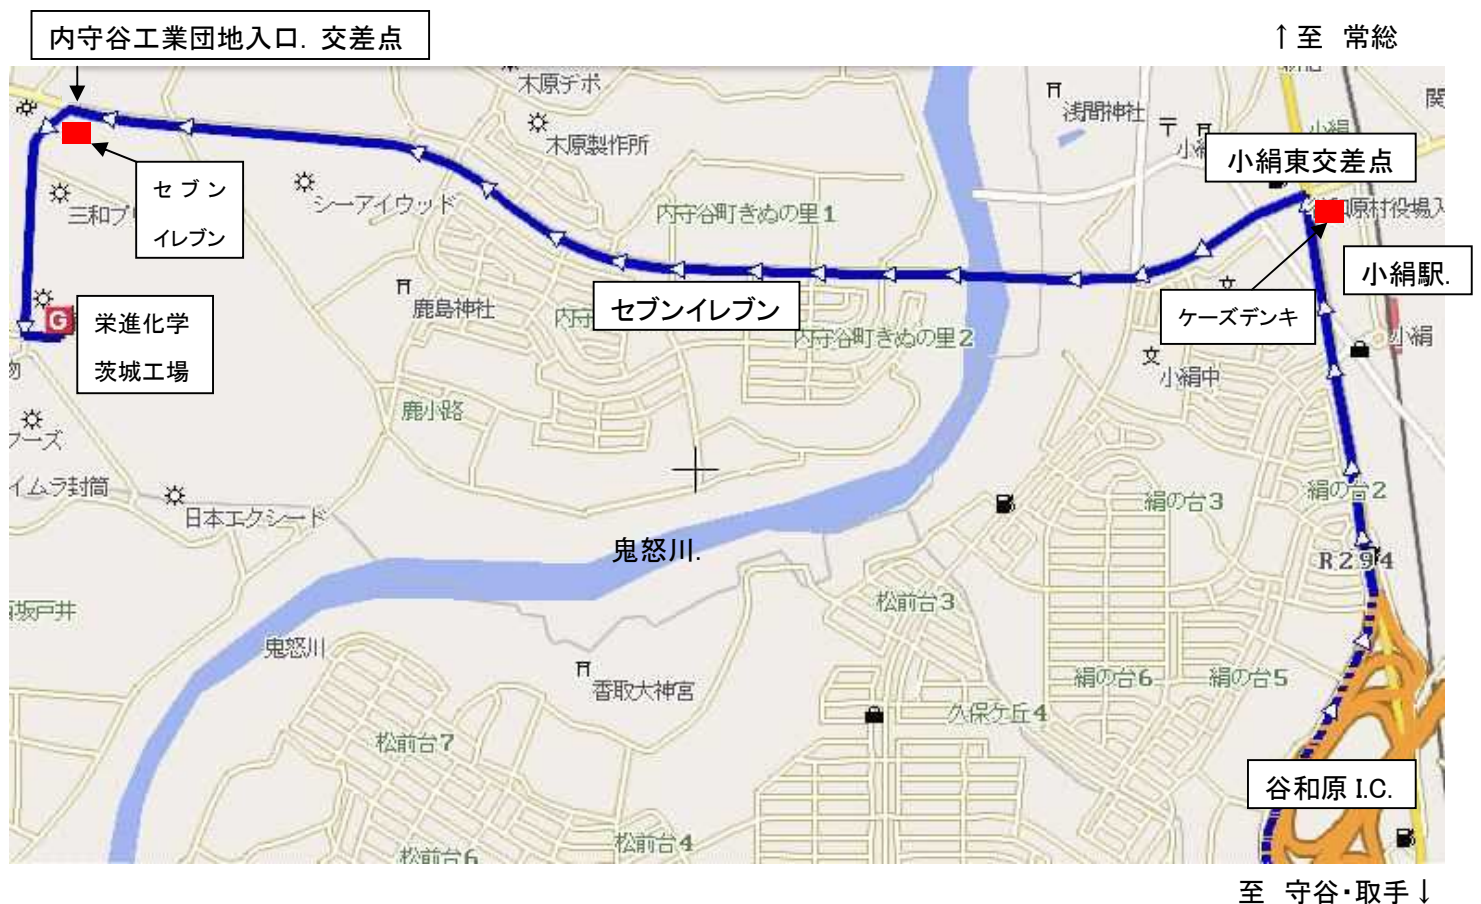 内守谷工業団地入口. 交差点
↑至 常総
木原ヂポ
浅間神社
関
木原製作所
小絹
小絹東交差点
セブン
イレブン
シーアイウッド
三和プ
内守谷町きぬの里1
和原村役場入
小絹駅.
G
栄進化学
茨城工場
鹿島神社
セブンイレブン
ケーズデンキ
内守谷町きぬの里2
小絹
小絹中
鹿小路
フーズ
イムラ封筒
日本エクシード
絹の台3
絹の台2
鬼怒川.
R294
松前台3
坂戸井
鬼怒川
香取大神宮
絹の台6
絹の台5
久保ケ丘4
松前台7
谷和原 I.C.
松前台4
松前台6
至 守谷・取手↓